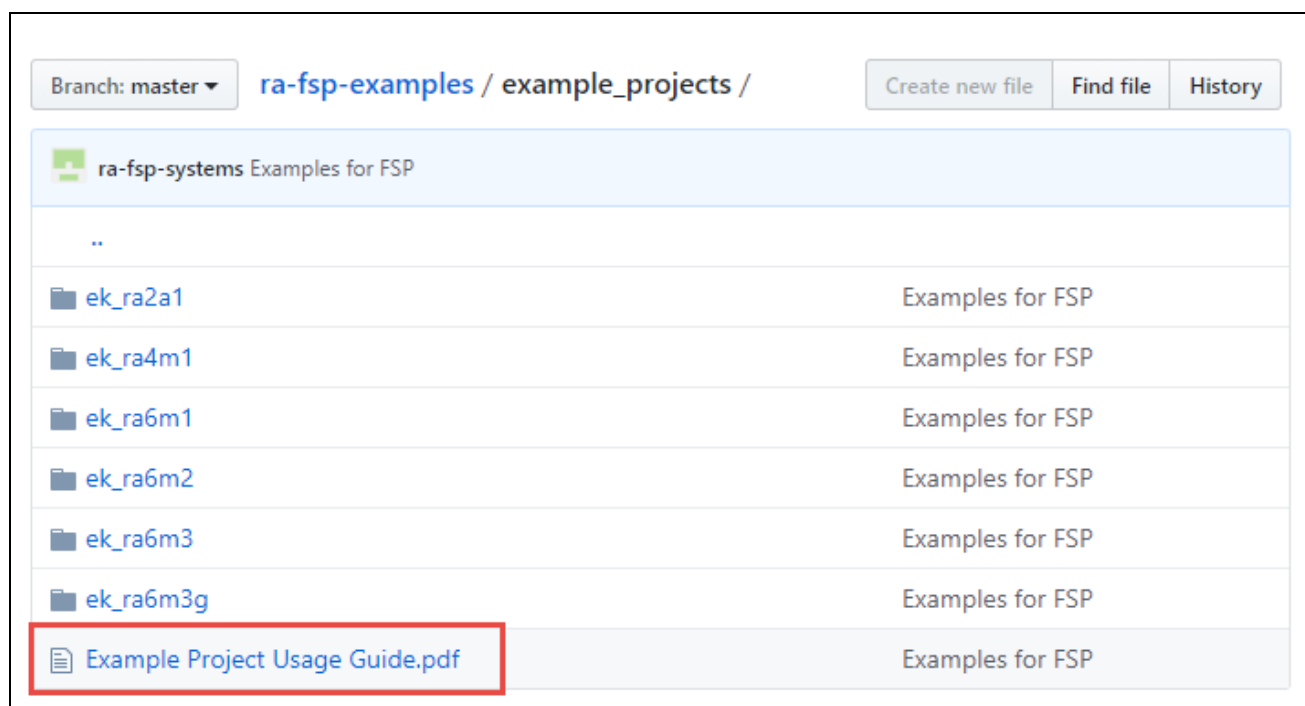 Branch: master ra-fsp-examples / example_projects / Create new file Find file History
ra-fsp-systems Examples for FSP
..
ek_ra2a1 Examples for FSP
ek_ra4m1 Examples for FSP
ek_ra6m1 Examples for FSP
ek_ra6m2 Examples for FSP
ek_ra6m3 Examples for FSP
ek_ra6m3g Examples for FSP
Example Project Usage Guide.pdf Examples for FSP